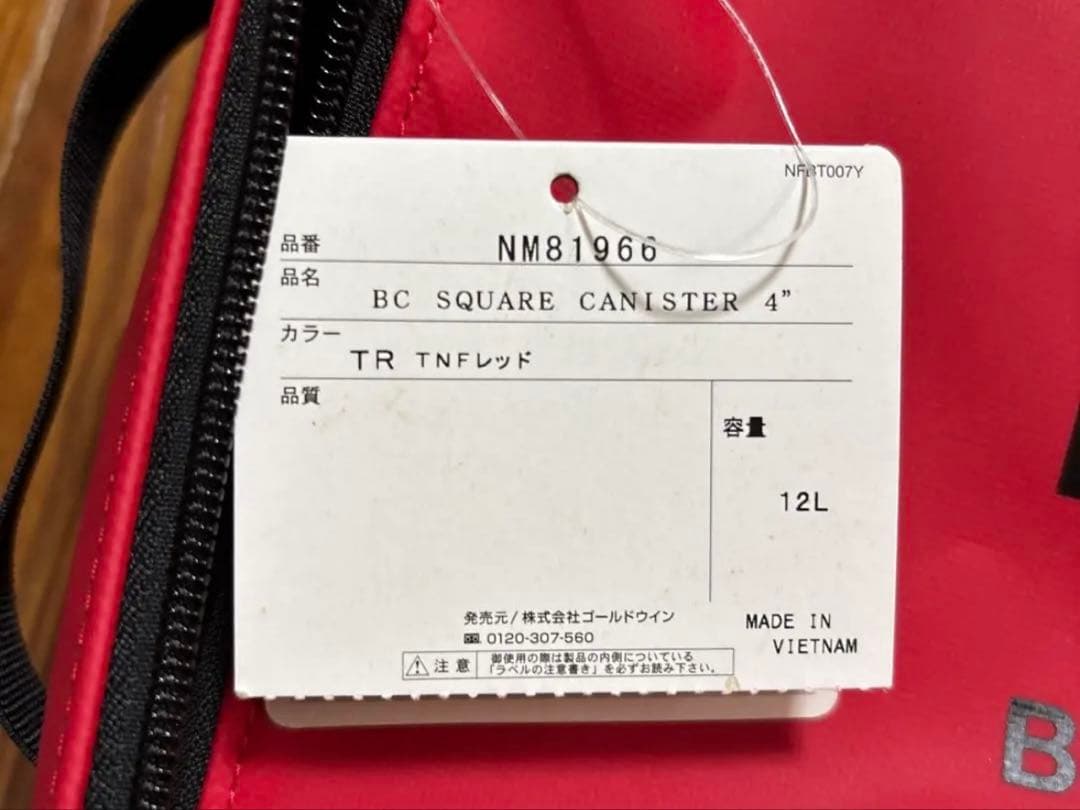 NFBT007Y
品番 NM81966
品名
BC SQUARE CANISTER 4”
カラー
TR TNFレッド
品質
容量
12L
発売元/株式会社ゴールドウイン
0120-307-560
MADE IN
VIETNAM
注意
御使用の際は製品の内側についている
「ラベルの注意書き」を必ずお読み下さい。
B